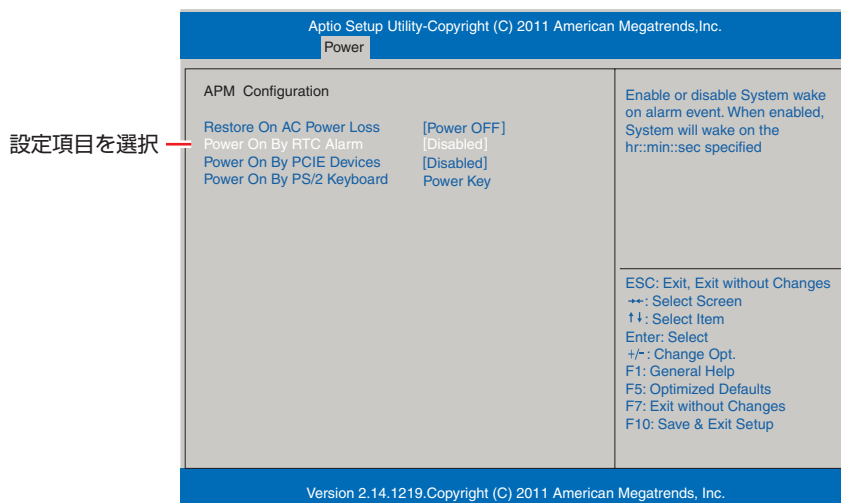 Aptio Setup Utility-Copyright (C) 2011 American Megatrends,Inc.
Power
APM Configuration
Restore On AC Power Loss [Power OFF]
設定項目を選択
Power On By RTC Alarm [Disabled]
Power On By PCIE Devices [Disabled]
Power On By PS/2 Keyboard Power Key
Enable or disable System wake
on alarm event. When enabled,
System will wake on the
hr::min::sec specified
ESC: Exit, Exit without Changes
→←: Select Screen
↑↓: Select Item
Enter: Select
+/-: Change Opt.
F1: General Help
F5: Optimized Defaults
F7: Exit without Changes
F10: Save & Exit Setup
Version 2.14.1219.Copyright (C) 2011 American Megatrends, Inc.